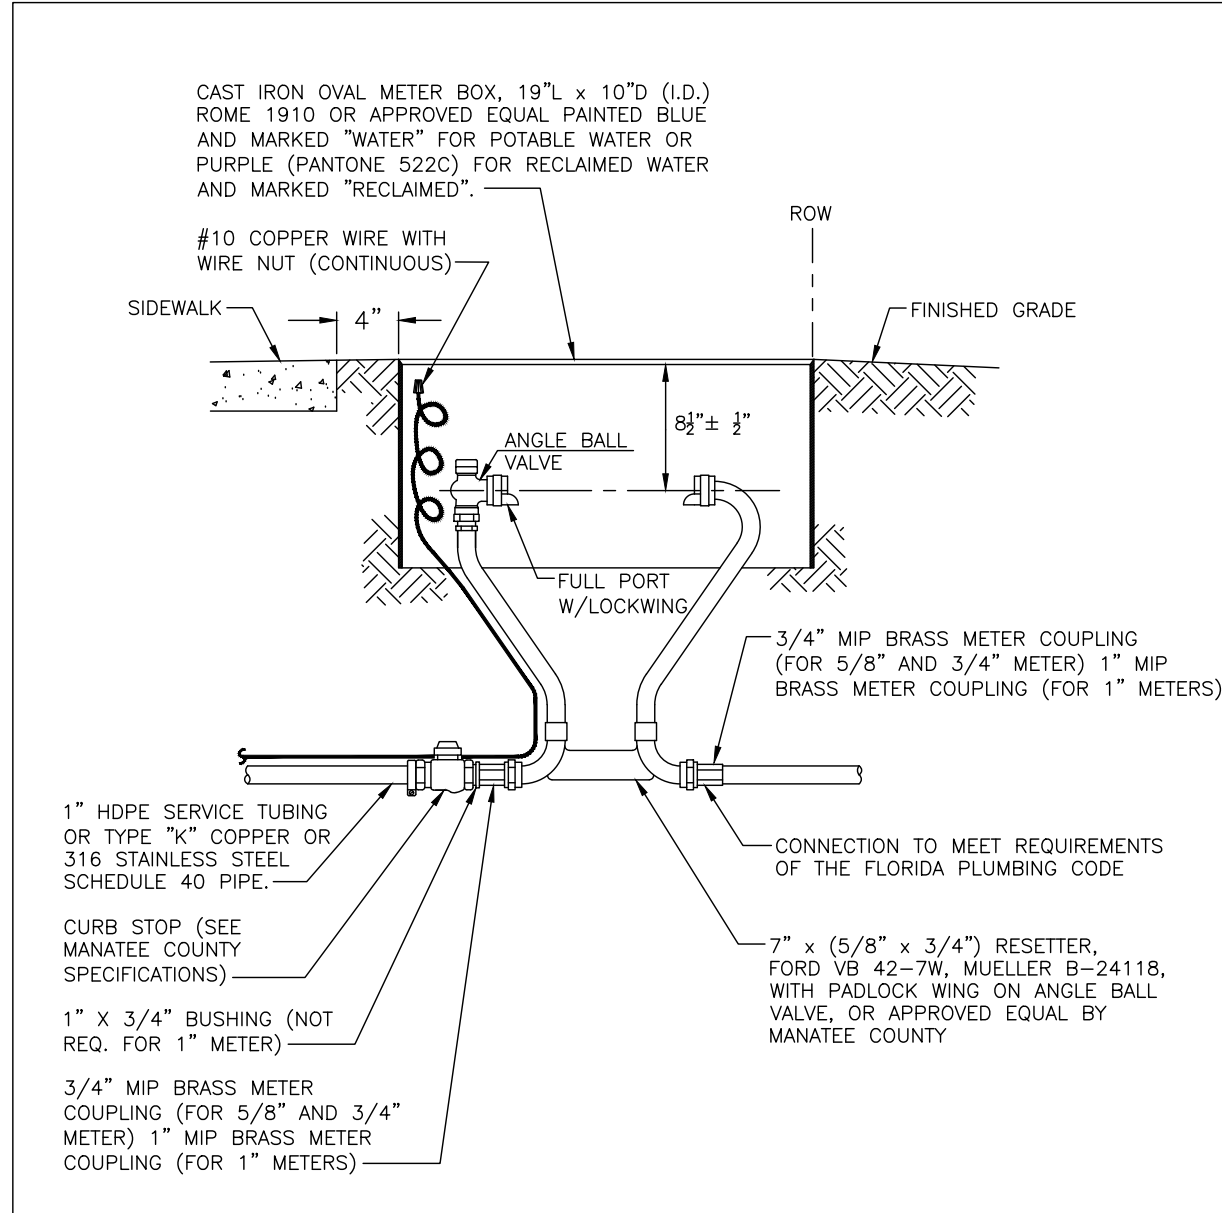 CAST IRON OVAL METER BOX, 19”L x 10”D (I.D.)
ROME 1910 OR APPROVED EQUAL PAINTED BLUE
AND MARKED ”WATER” FOR POTABLE WATER OR
PURPLE (PANTONE 522C) FOR RECLAIMED WATER
AND MARKED ”RECLAIMED”.
ROW
#10 COPPER WIRE WITH
WIRE NUT (CONTINUOUS)
SIDEWALK
4”
FINISHED GRADE
8½”± ½”
ANGLE BALL
VALVE
FULL PORT
W/LOCKWING
3/4” MIP BRASS METER COUPLING
(FOR 5/8” AND 3/4” METER) 1” MIP
BRASS METER COUPLING (FOR 1” METERS)
1” HDPE SERVICE TUBING
OR TYPE ”K” COPPER OR
316 STAINLESS STEEL
SCHEDULE 40 PIPE.
CONNECTION TO MEET REQUIREMENTS
OF THE FLORIDA PLUMBING CODE
CURB STOP (SEE
MANATEE COUNTY
SPECIFICATIONS)
7” x (5/8” x 3/4”) RESETTER,
FORD VB 42–7W, MUELLER B–24118,
WITH PADLOCK WING ON ANGLE BALL
VALVE, OR APPROVED EQUAL BY
MANATEE COUNTY
1” X 3/4” BUSHING (NOT
REQ. FOR 1” METER)
3/4” MIP BRASS METER
COUPLING (FOR 5/8” AND 3/4”
METER) 1” MIP BRASS METER
COUPLING (FOR 1” METERS)